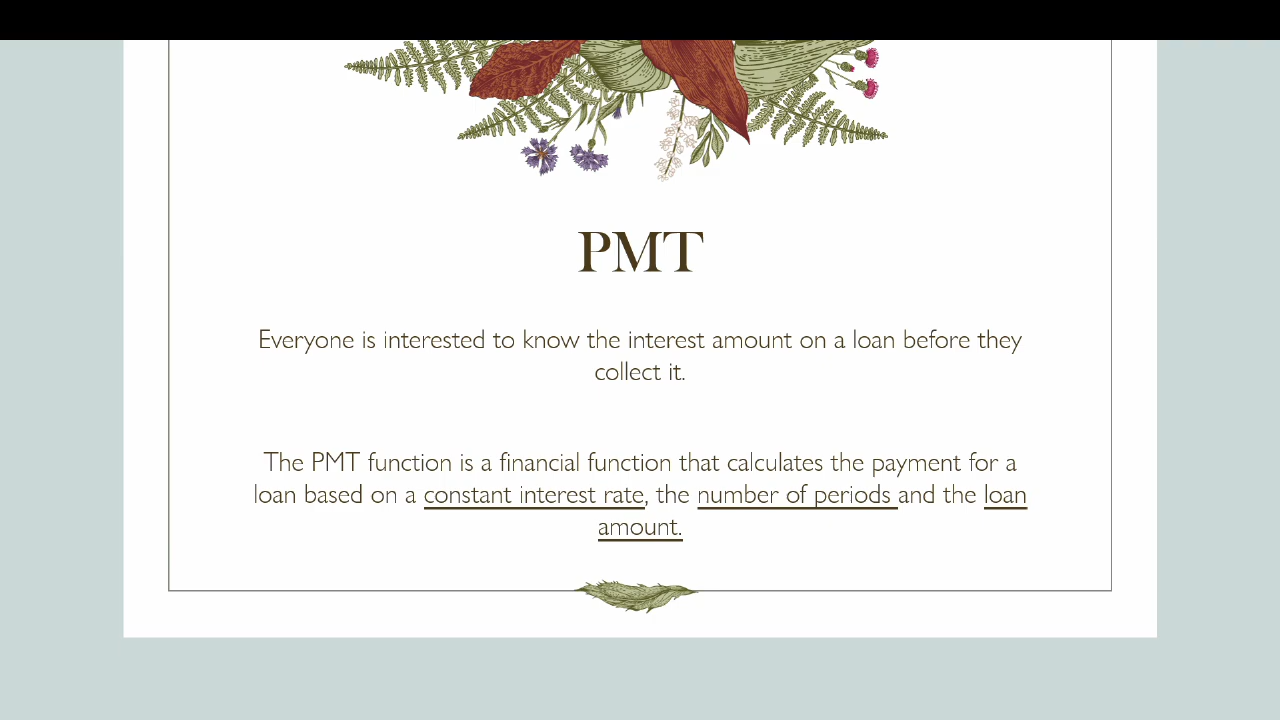 PMT
Everyone is interested to know the interest amount on a loan before they
collect it.
The PMT function is a financial function that calculates the payment for a
loan based on a constant interest rate, the number of periods and the loan
amount.